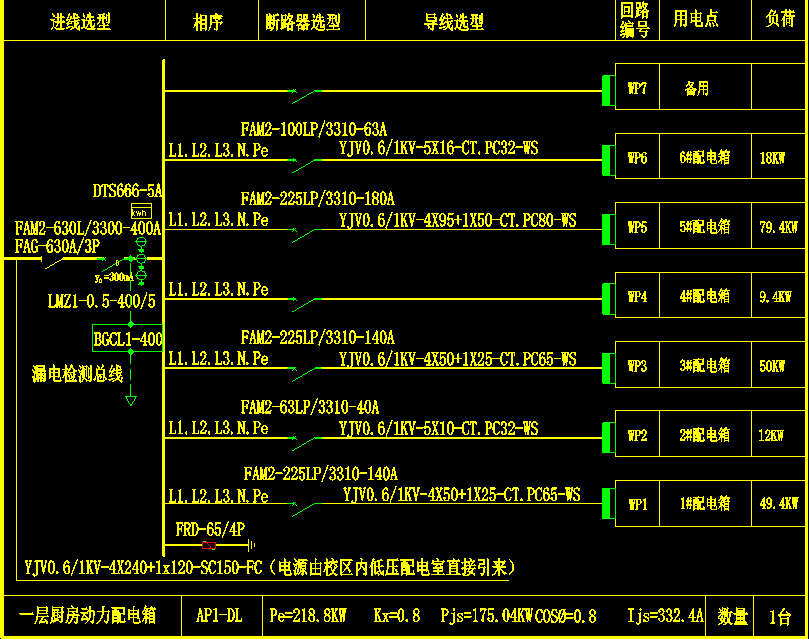 进线选型 相序 断路器选型 导线选型 回路编号 用电点 负荷
WP7 备用
FAM2-100LP/3310-63A
L1.L2.L3.N.Pe YJV0.6/1KV-5X16-CT.PC32-WS WP6 6#配电箱 18KW
DTS666-5A
kwh
FAM2-225LP/3310-180A
L1.L2.L3.N.Pe YJV0.6/1KV-4X95+1X50-CT.PC80-WS WP5 5#配电箱 79.4KW
FAM2-630L/3300-400A
FAG-630A/3P
L1.L2.L3.N.Pe WP4 4#配电箱 9.4KW
LMZ1-0.5-400/5
BGCL1-400
漏电检测总线
FAM2-225LP/3310-140A
L1.L2.L3.N.Pe YJV0.6/1KV-4X50+1X25-CT.PC65-WS WP3 3#配电箱 50KW
FAM2-63LP/3310-40A
L1.L2.L3.N.Pe YJV0.6/1KV-5X10-CT.PC32-WS WP2 2#配电箱 12KW
FAM2-225LP/3310-140A
L1.L2.L3.N.Pe YJV0.6/1KV-4X50+1X25-CT.PC65-WS WP1 1#配电箱 49.4KW
FRD-65/4P
YJV0.6/1KV-4X240+1x120-SC150-FC（电源由校区内低压配电室直接引来）
一层厨房动力配电箱 AP1-DL Pe=218.8KW Kx=0.8 Pjs=175.04KW COSØ=0.8 Ijs=332.4A 数量 1台